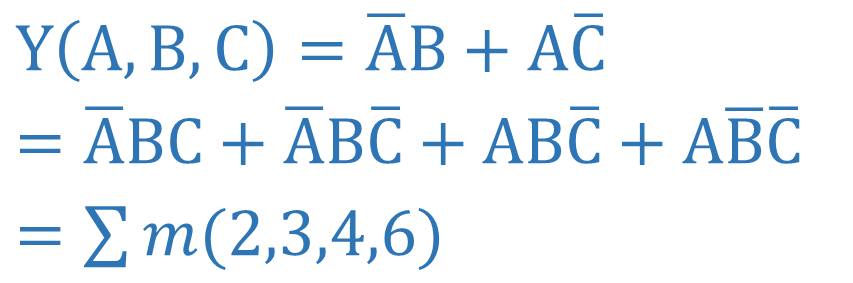 Y(A, B, C) = A̅B + AC̅
= A̅BC + A̅BC̅ + ABC̅ + AB̅C̅
= ∑ m(2,3,4,6)